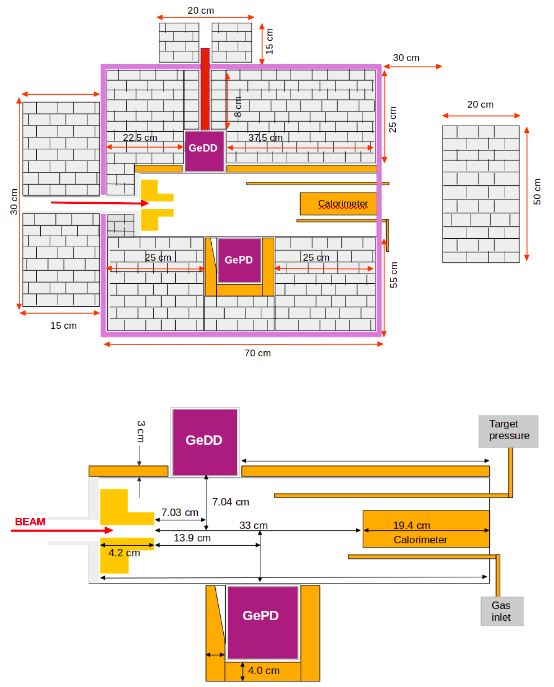 20 cm
15 cm
30 cm
8 cm
25 cm
20 cm
22.5 cm
37.5 cm
GeDD
30 cm
Calorimeter
50 cm
25 cm
GePD
25 cm
55 cm
15 cm
70 cm
3 cm
GeDD
Target
pressure
7.04 cm
BEAM
7.03 cm
33 cm
19.4 cm
13.9 cm
Calorimeter
4.2 cm
GePD
Gas
inlet
4.0 cm